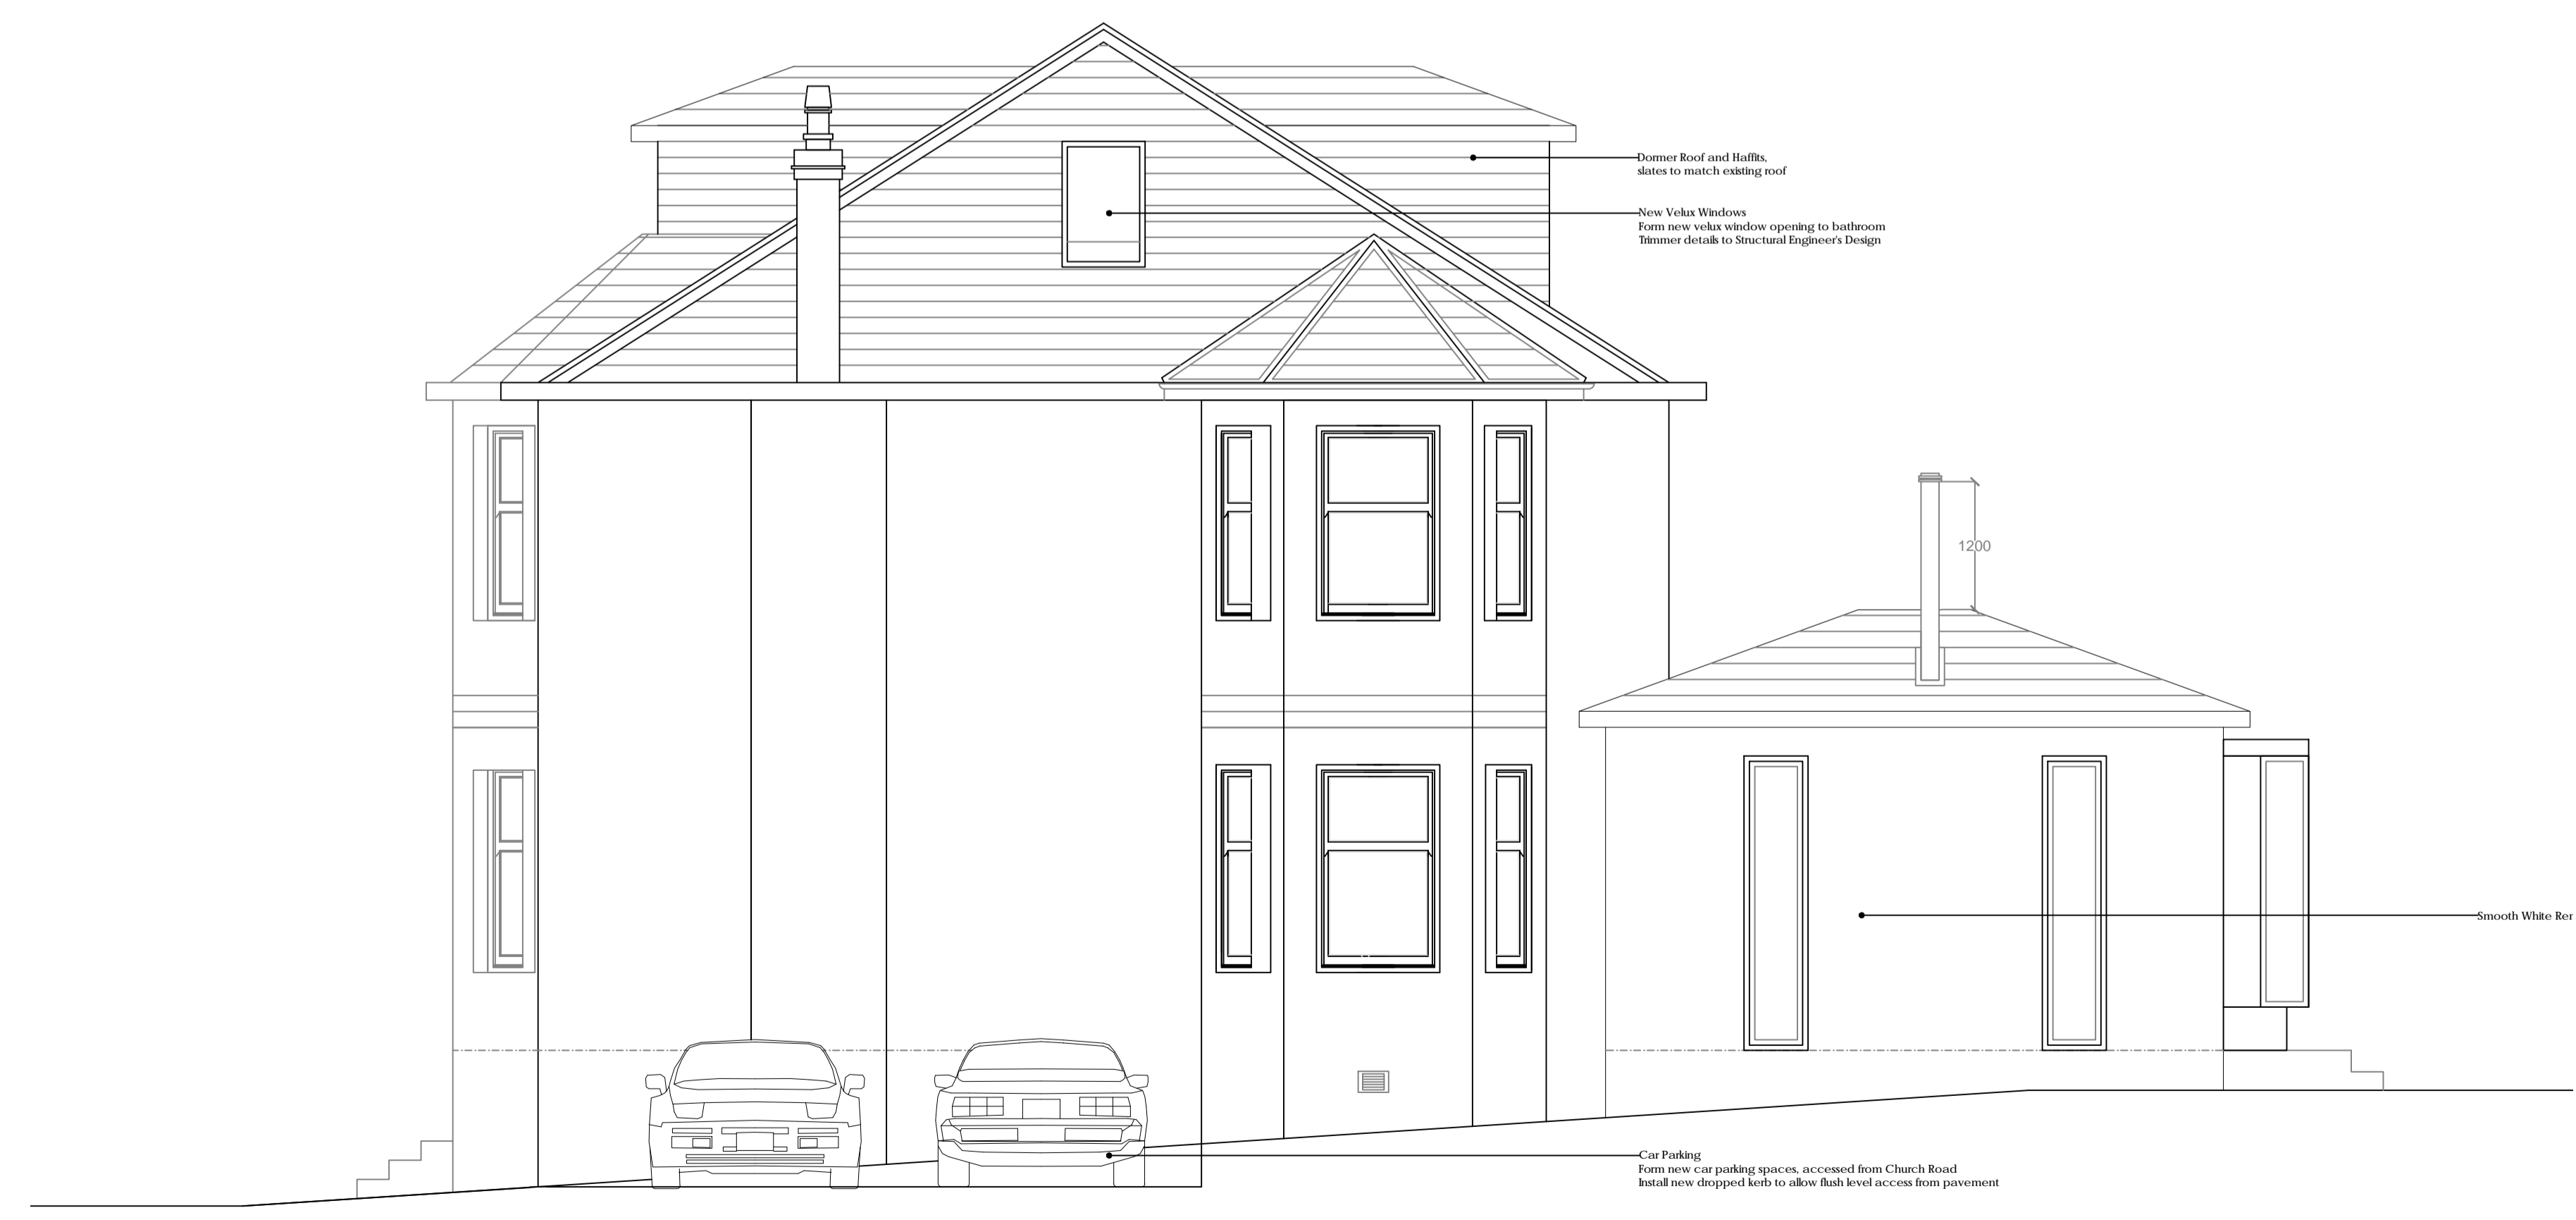 Dormer Roof and Haffits,
slates to match existing roof
New Velux Windows
Form new velux window opening to bathroom
Trimmer details to Structural Engineer's Design
1200
Smooth White
Car Parking
Form new car parking spaces, accessed from Church Road
Install new dropped kerb to allow flush level access from pavement